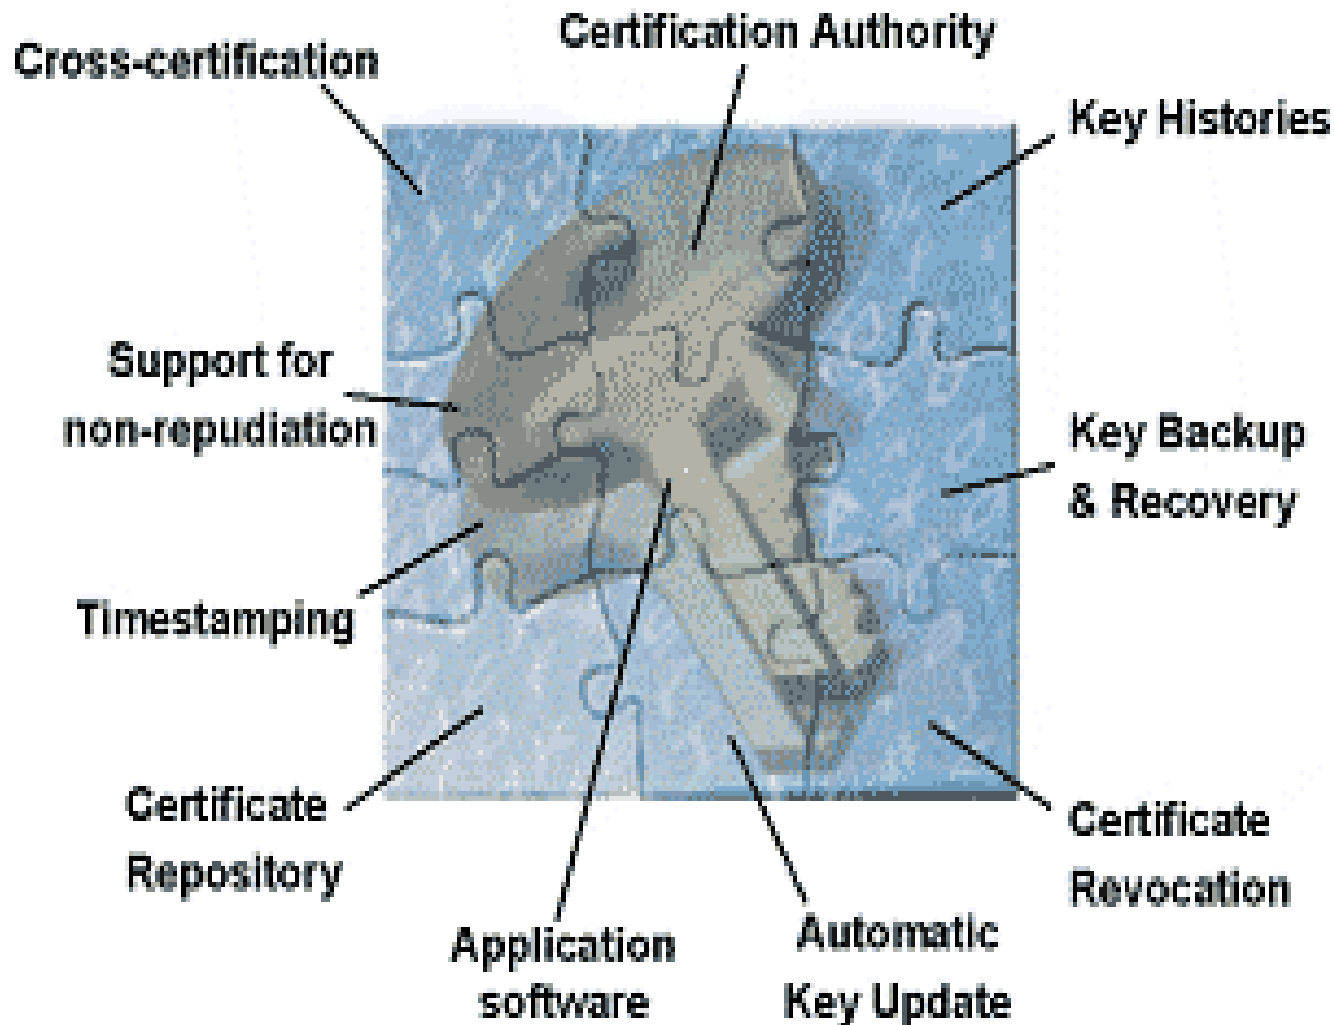 Certification Authority
Cross-certification
Key Histories
Support for
non-repudiation
Key Backup
& Recovery
Timestamping
Certificate
Repository
Certificate
Revocation
Application
software
Automatic
Key Update